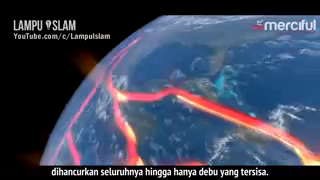 LAMPU ISLAM
YouTube.com/c/LampuIslam
merciful
dihancurkan seluruhnya hingga hanya debu yang tersisa.